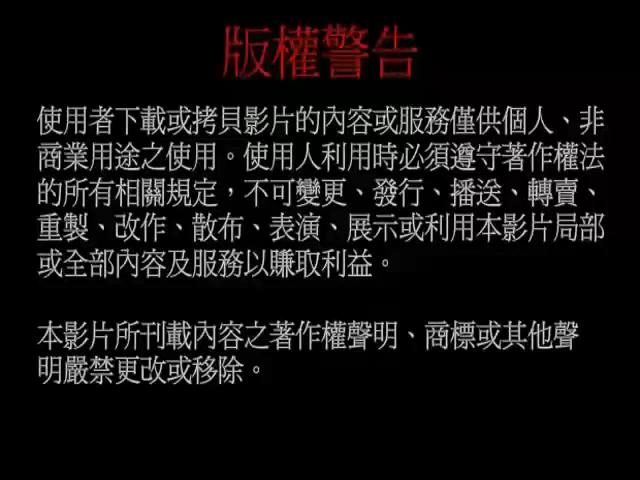 版權警告
使用者下載或拷貝影片的內容或服務僅供個人、非
商業用途之使用。使用人利用時必須遵守著作權法
的所有相關規定，不可變更、發行、播送、轉賣、
重製、改作、散布、表演、展示或利用本影片局部
或全部內容及服務以賺取利益。
本影片所刊載內容之著作權聲明、商標或其他聲
明嚴禁更改或移除。